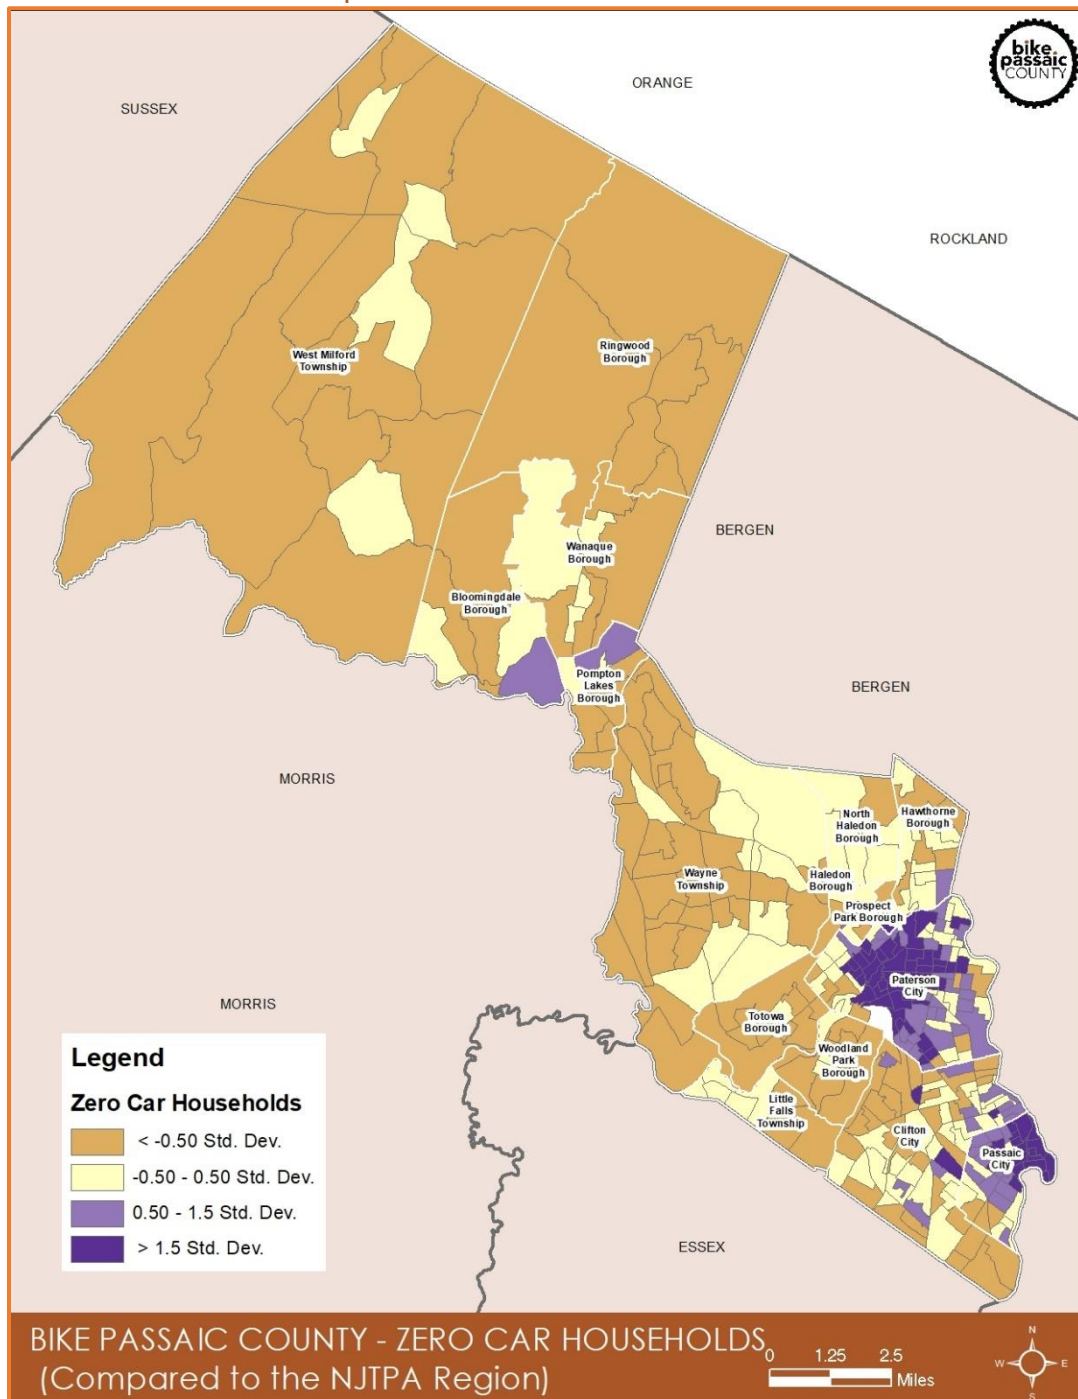 bike
passaic
COUNTY
ORANGE
SUSSEX
ROCKLAND
West Milford
Township
Ringwood
Borough
BERGEN
Wanaque
Borough
Bloomingdale
Borough
Pompton
Lakes
Borough
BERGEN
MORRIS
North
Haledon
Borough
Hawthorne
Borough
Wayne
Township
Haledon
Borough
Prospect
Park Borough
Paterson
City
MORRIS
Totowa
Borough
Woodland
Park
Borough
Little
Falls
Township
Clifton
City
Passaic
City
ESSEX
Legend
Zero Car Households
< -0.50 Std. Dev.
-0.50 - 0.50 Std. Dev.
0.50 - 1.5 Std. Dev.
> 1.5 Std. Dev.
BIKE PASSAIC COUNTY - ZERO CAR HOUSEHOLDS
(Compared to the NJTPA Region)
0 1.25 2.5
Miles
N
W E
S